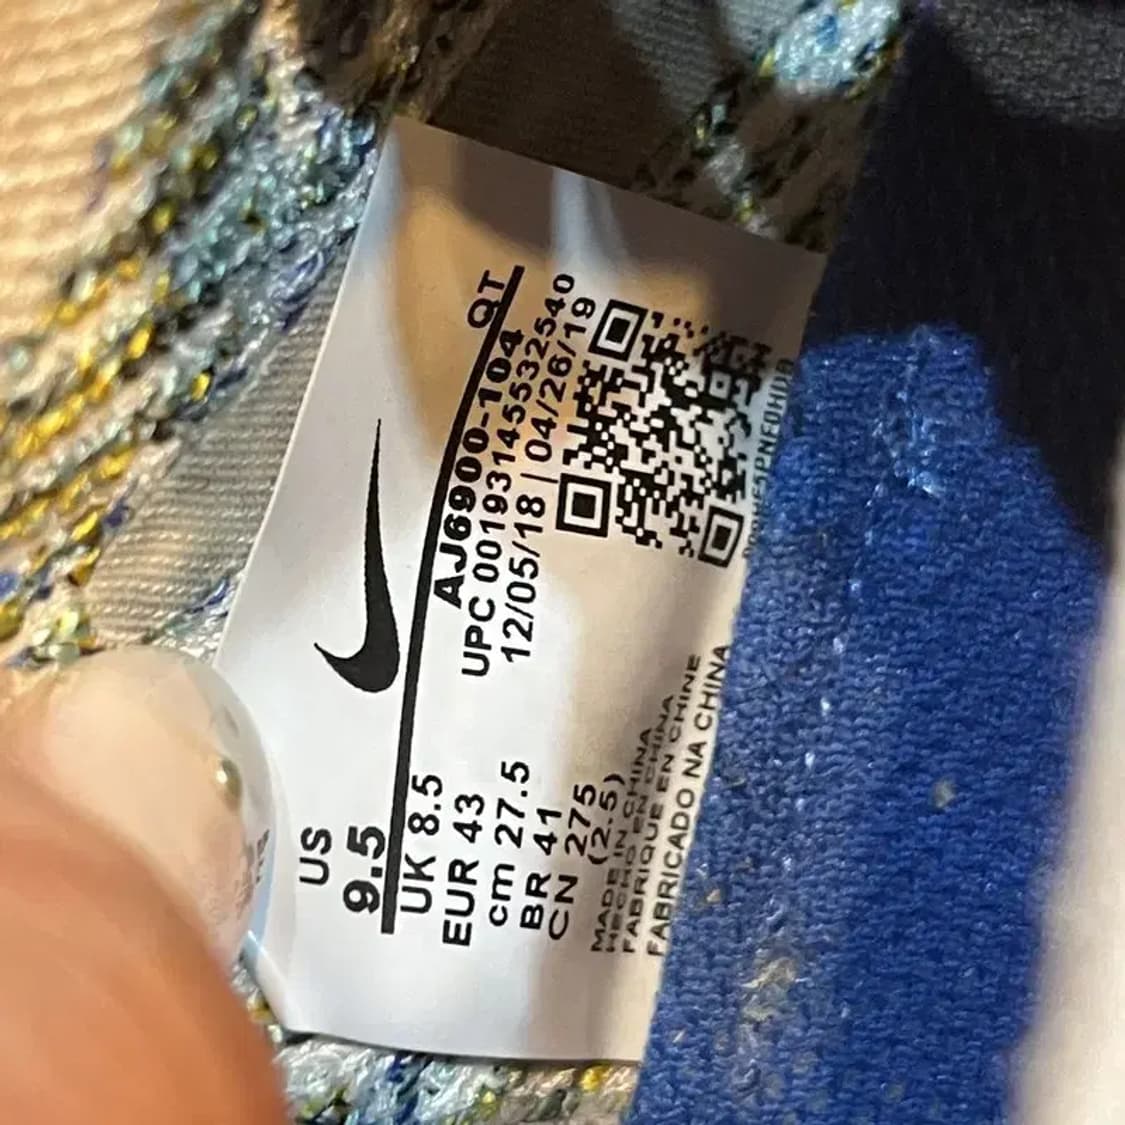 US
9.5
UK 8.5
EUR 43
cm 27.5
BR 41
CN 275
(2.5)
MADE IN CHINA
HECHO EN CHINA
FABRIQUE EN CHINE
FABRICADO NA CHINA
QT
AJ6900-104
UPC 00193145532540
12/05/18 | 04/26/19